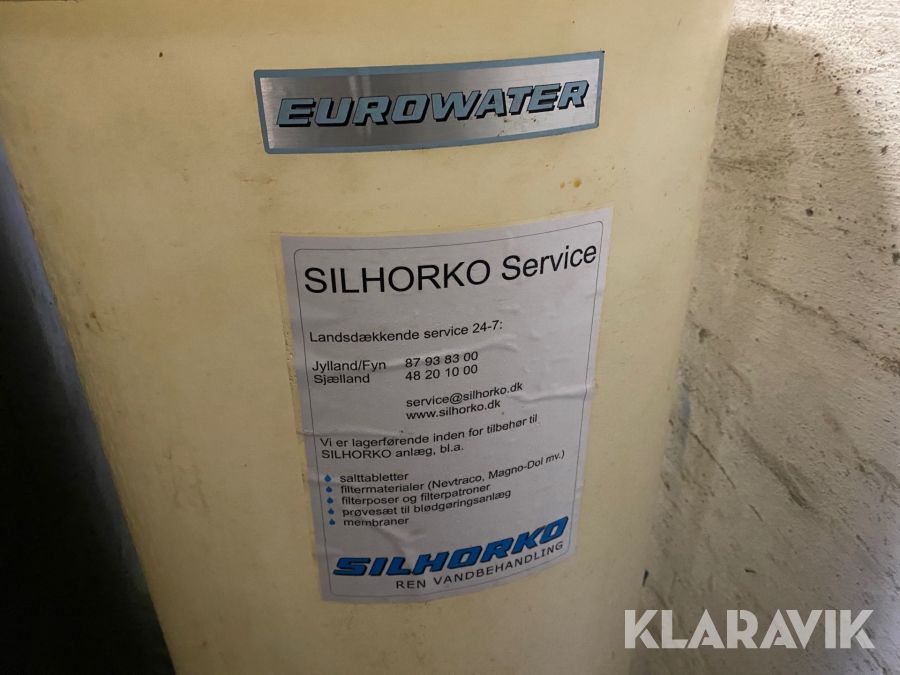 EUROWATER
SILHORKO Service
Landsdækkende service 24-7:
Jylland/Fyn 87 93 83 00
Sjælland 48 20 10 00
service@silhorko.dk
www.silhorko.dk
Vi er lagerførende inden for tilbehør til
SILHORKO anlæg, bl.a.
salttabletter
filtermaterialer (Nevtraco, Magno-Dol mv.)
filterposer og filterpatroner
prøvesæt til blødgøringsanlæg
membraner
SILHORKO
REN VANDBEHANDLING
KLARAVIK